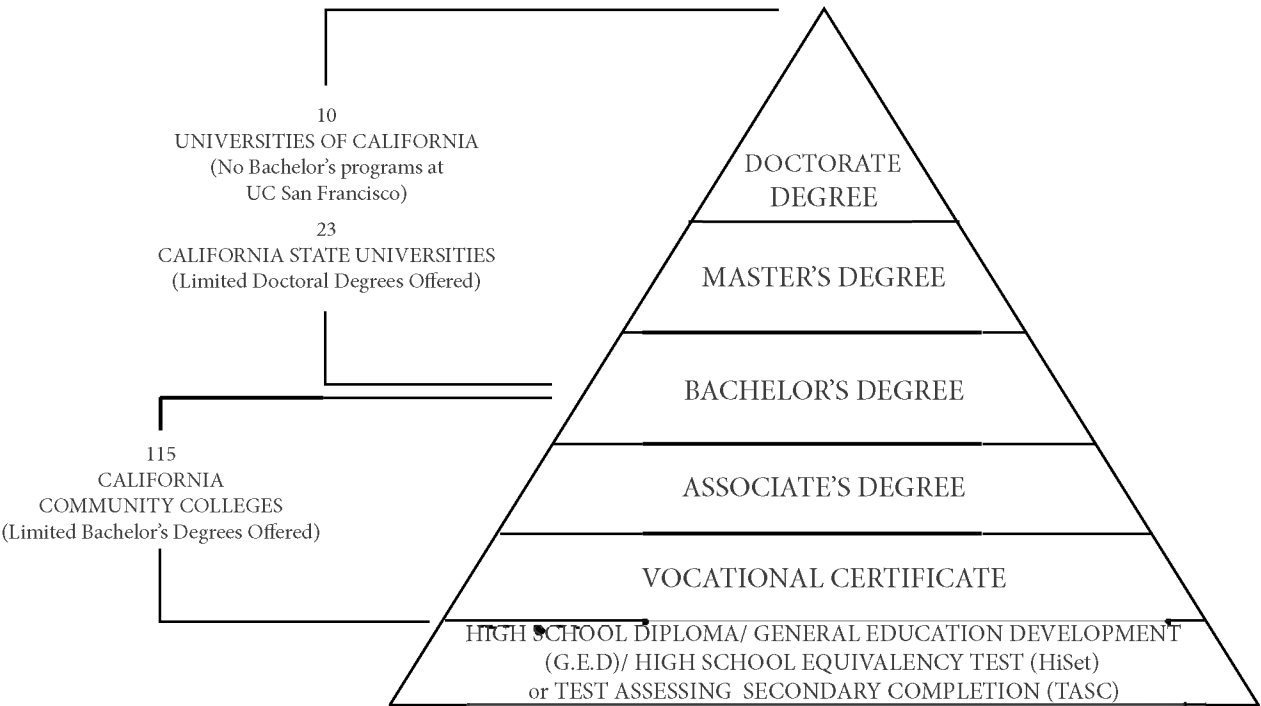 10
UNIVERSITIES OF CALIFORNIA
(No Bachelor's programs at
UC San Francisco)
23
CALIFORNIA STATE UNIVERSITIES
(Limited Doctoral Degrees Offered)
115
CALIFORNIA
COMMUNITY COLLEGES
(Limited Bachelor's Degrees Offered)
DOCTORATE
DEGREE
MASTER'S DEGREE
BACHELOR'S DEGREE
ASSOCIATE'S DEGREE
VOCATIONAL CERTIFICATE
HIGH SCHOOL DIPLOMA/ GENERAL EDUCATION DEVELOPMENT
(G.E.D)/ HIGH SCHOOL EQUIVALENCY TEST (HiSet)
or TEST ASSESSING SECONDARY COMPLETION (TASC)